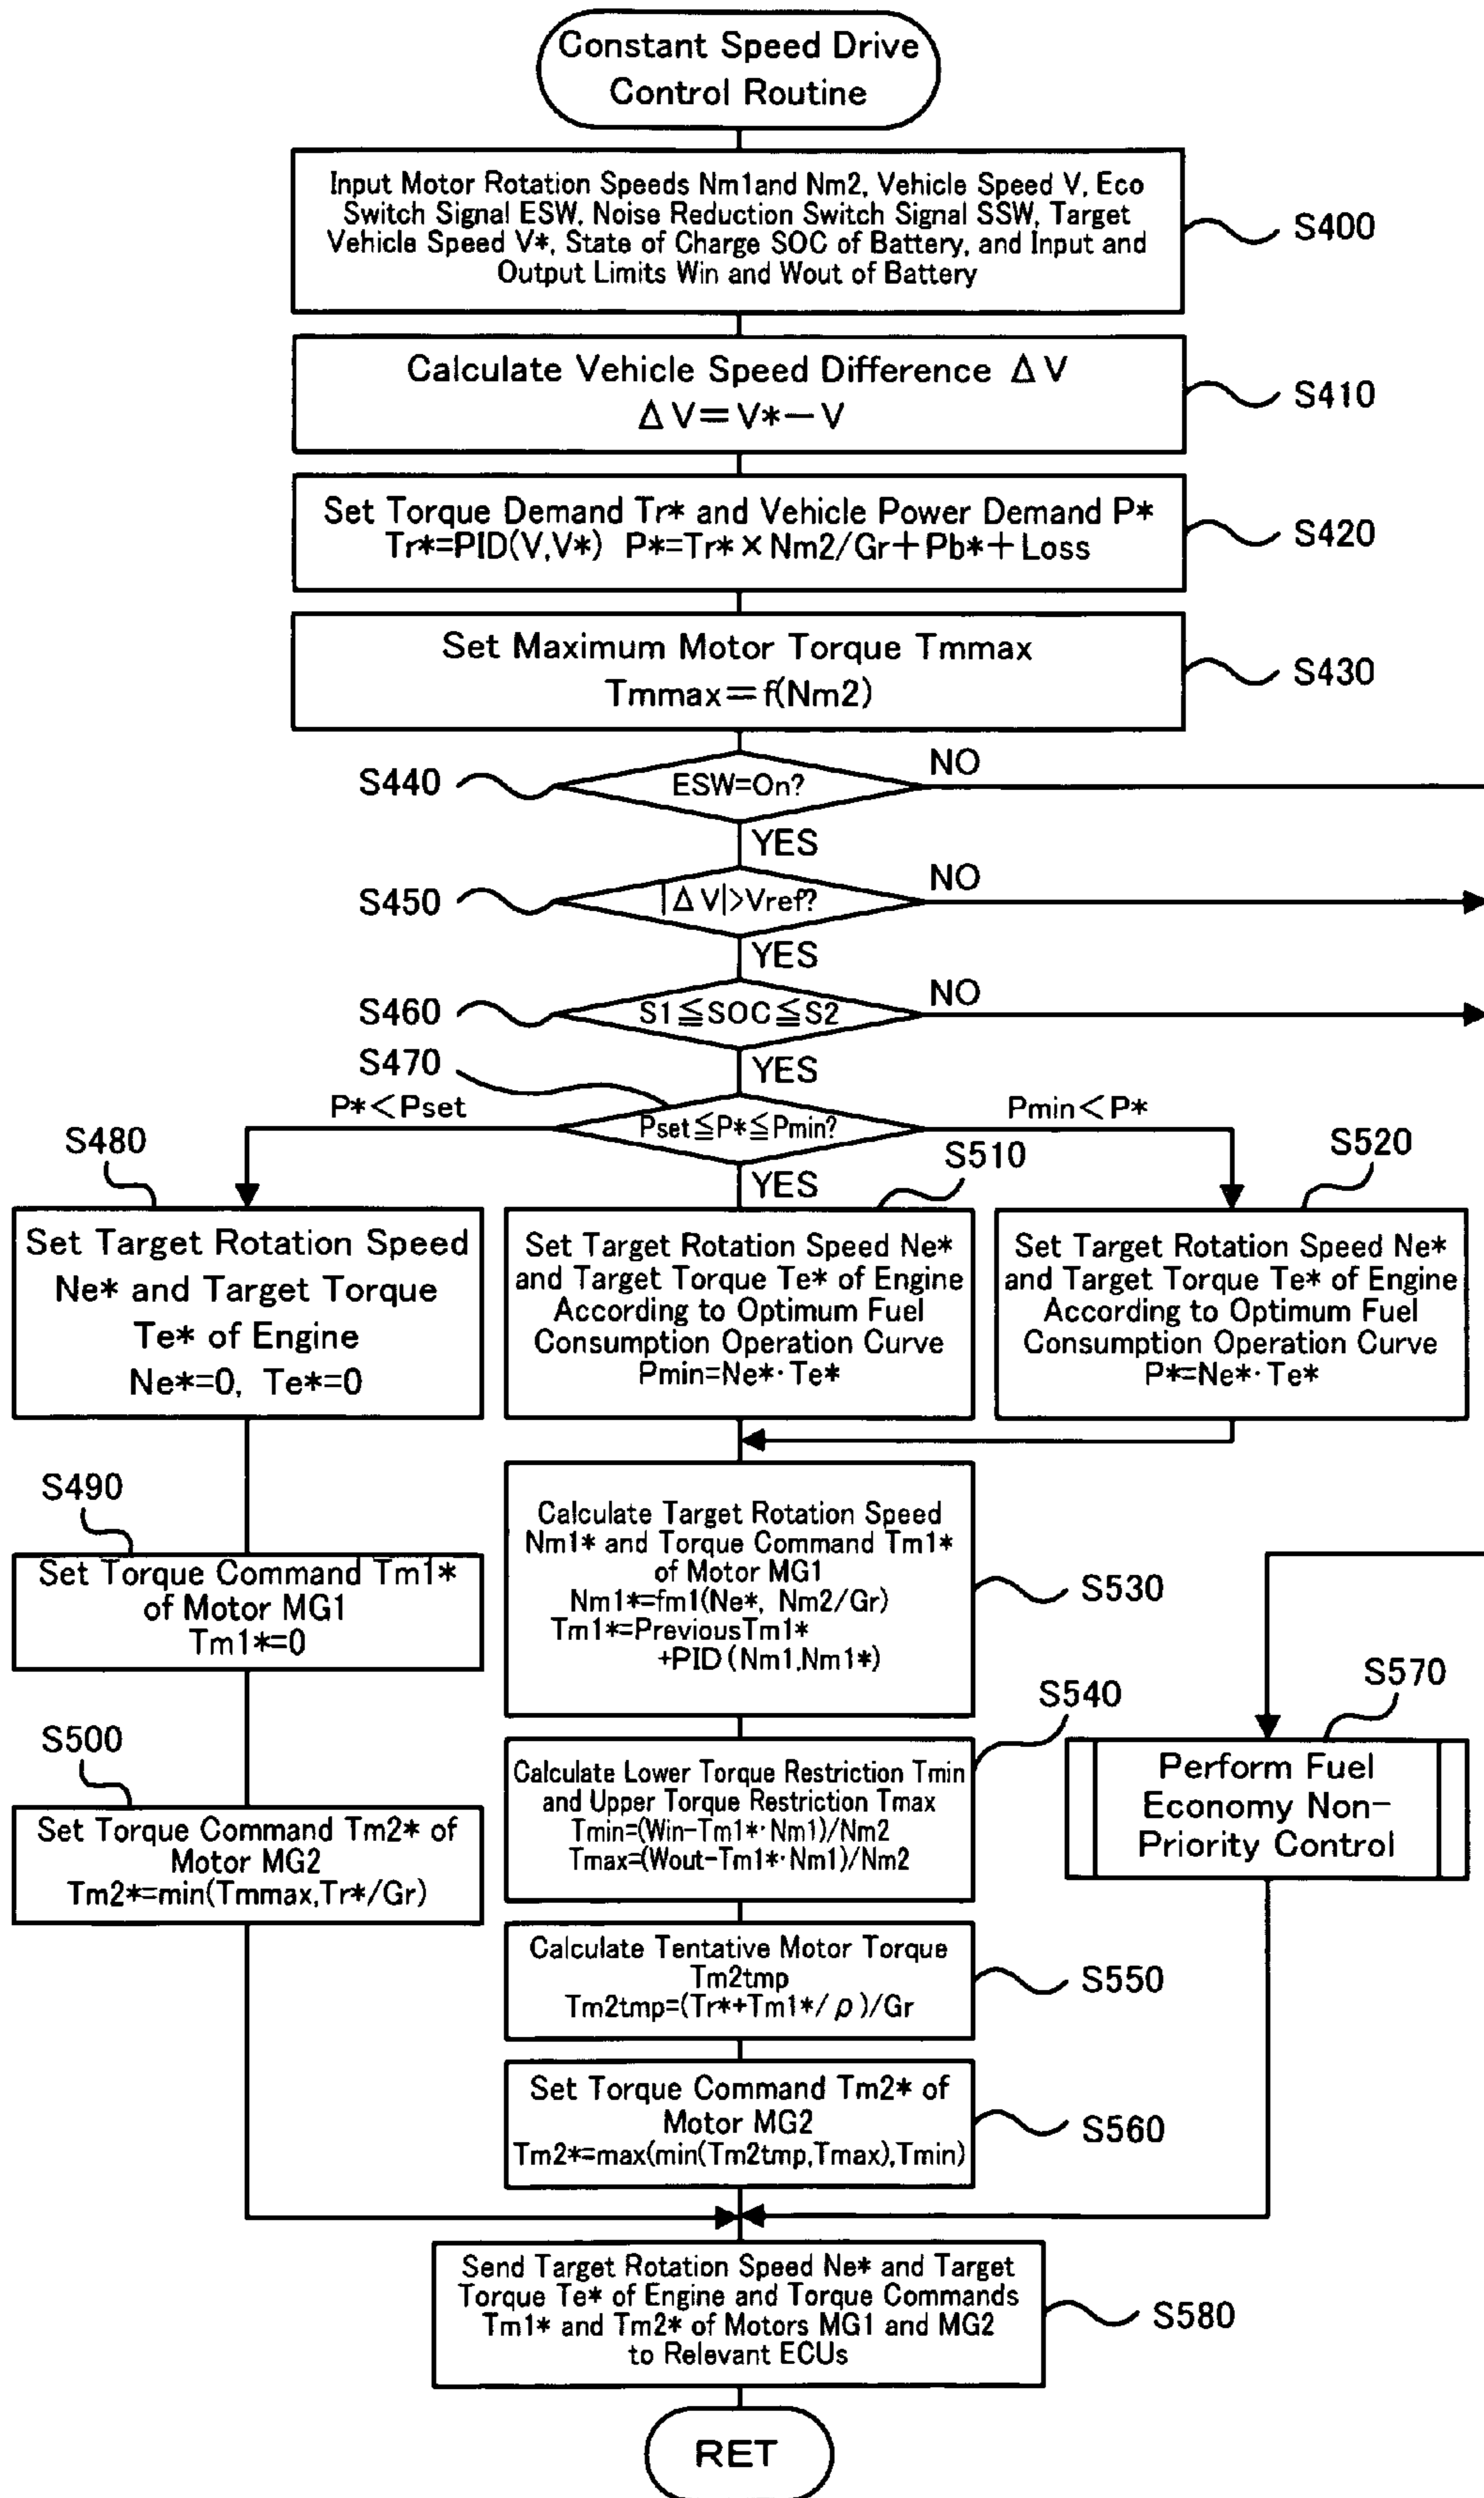 Constant Speed Drive
Control Routine
Input Motor Rotation Speeds Nm1and Nm2, Vehicle Speed V, Eco
Switch Signal ESW, Noise Reduction Switch Signal SSW, Target
Vehicle Speed V*, State of Charge SOC of Battery, and Input and
Output Limits Win and Wout of Battery
S400
Calculate Vehicle Speed Difference ΔV
ΔV=V*−V
S410
Set Torque Demand Tr* and Vehicle Power Demand P*
Tr*=PID(V,V*) P*=Tr*×Nm2/Gr+Pb*+Loss
S420
Set Maximum Motor Torque Tmmax
Tmmax=f(Nm2)
S430
S440
ESW=On?
NO
YES
S450
|ΔV|>Vref?
NO
YES
S460
S1≦SOC≦S2
NO
YES
S470
P*<Pset
Pset≦P*≦Pmin?
Pmin<P*
YES
S480
Set Target Rotation Speed
Ne* and Target Torque
Te* of Engine
Ne*=0, Te*=0
S510
Set Target Rotation Speed Ne*
and Target Torque Te* of Engine
According to Optimum Fuel
Consumption Operation Curve
Pmin=Ne*·Te*
S520
Set Target Rotation Speed Ne*
and Target Torque Te* of Engine
According to Optimum Fuel
Consumption Operation Curve
P*=Ne*·Te*
S490
Set Torque Command Tm1*
of Motor MG1
Tm1*=0
Calculate Target Rotation Speed
Nm1* and Torque Command Tm1*
of Motor MG1
Nm1*=fm1(Ne*, Nm2/Gr)
Tm1*=PreviousTm1*
+PID(Nm1,Nm1*)
S530
S500
Set Torque Command Tm2* of
Motor MG2
Tm2*=min(Tmmax,Tr*/Gr)
S540
Calculate Lower Torque Restriction Tmin
and Upper Torque Restriction Tmax
Tmin=(Win-Tm1*·Nm1)/Nm2
Tmax=(Wout-Tm1*·Nm1)/Nm2
S570
Perform Fuel
Economy Non-
Priority Control
Calculate Tentative Motor Torque
Tm2tmp
Tm2tmp=(Tr*+Tm1*/ρ)/Gr
S550
Set Torque Command Tm2* of
Motor MG2
Tm2*=max(min(Tm2tmp,Tmax),Tmin)
S560
Send Target Rotation Speed Ne* and Target
Torque Te* of Engine and Torque Commands
Tm1* and Tm2* of Motors MG1 and MG2
to Relevant ECUs
S580
RET